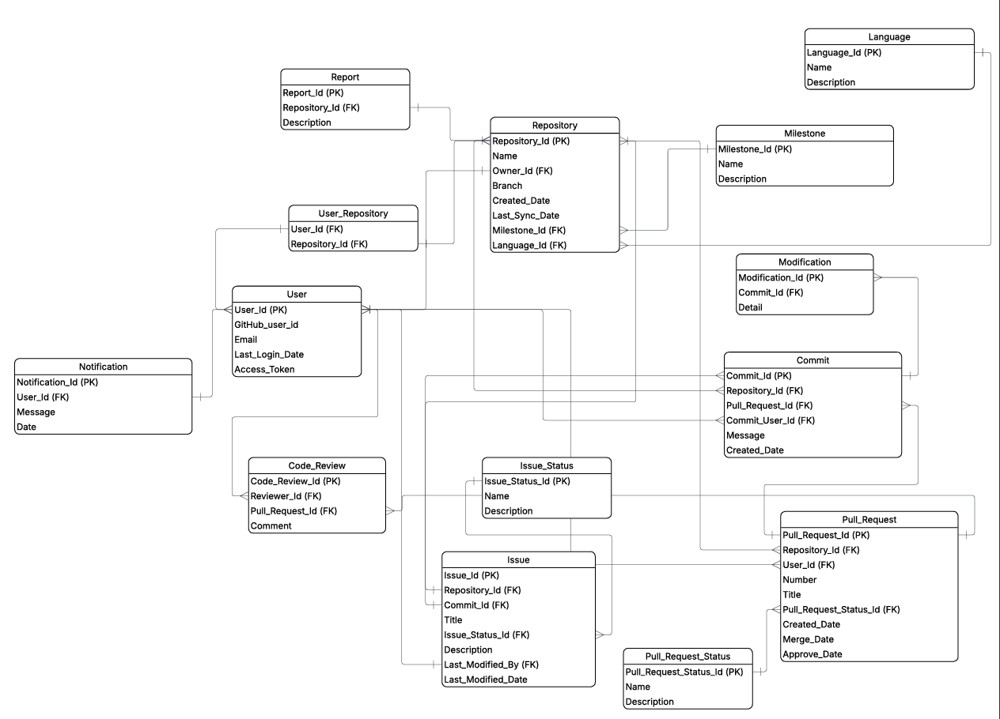 Language
Language_Id (PK)
Name
Description
Report
Report_Id (PK)
Repository_Id (FK)
Description
Repository
Repository_Id (PK)
Name
Owner_Id (FK)
Branch
Created_Date
Last_Sync_Date
Milestone_Id (FK)
Language_Id (FK)
Milestone
Milestone_Id (PK)
Name
Description
User_Repository
User_Id (FK)
Repository_Id (FK)
Modification
Modification_Id (PK)
Commit_Id (FK)
Detail
User
User_Id (PK)
GitHub_user_id
Email
Last_Login_Date
Access_Token
Notification
Notification_Id (PK)
User_Id (FK)
Message
Date
Commit
Commit_Id (PK)
Repository_Id (FK)
Pull_Request_Id (FK)
Commit_User_Id (FK)
Message
Created_Date
Code_Review
Code_Review_Id (PK)
Reviewer_Id (FK)
Pull_Request_Id (FK)
Comment
Issue_Status
Issue_Status_Id (PK)
Name
Description
Pull_Request
Pull_Request_Id (PK)
Repository_Id (FK)
User_Id (FK)
Number
Title
Pull_Request_Status_Id (FK)
Created_Date
Merge_Date
Approve_Date
Issue
Issue_Id (PK)
Repository_Id (FK)
Commit_Id (FK)
Title
Issue_Status_Id (FK)
Description
Last_Modified_By (FK)
Last_Modified_Date
Pull_Request_Status
Pull_Request_Status_Id (PK)
Name
Description